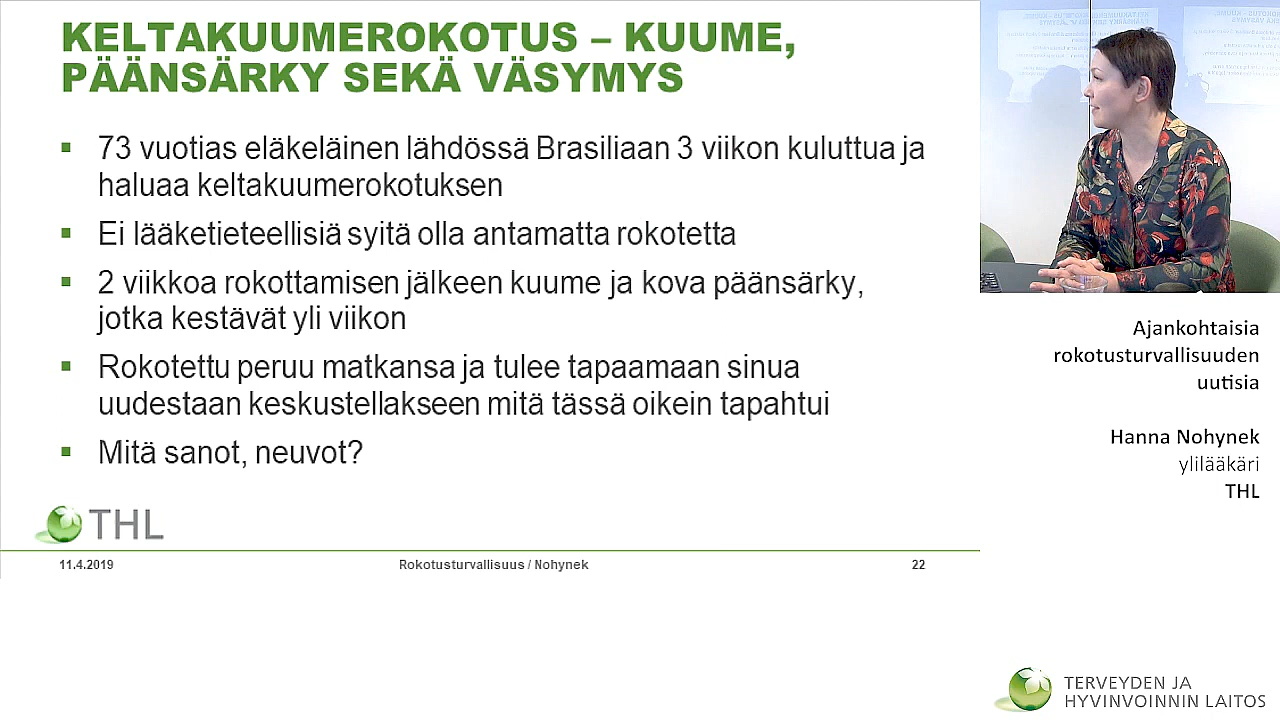 KELTAKUUMEROKOTUS – KUUME,
PÄÄNSÄRKY SEKÄ VÄSYMYS
73 vuotias eläkeläinen lähdössä Brasiliaan 3 viikon kuluttua ja
haluaa keltakuumerokotuksen
Ei lääketieteellisiä syitä olla antamatta rokotetta
2 viikkoa rokottamisen jälkeen kuume ja kova päänsärky,
jotka kestävät yli viikon
Rokotettu peruu matkansa ja tulee tapaamaan sinua
uudestaan keskustellakseen mitä tässä oikein tapahtui
Mitä sanot, neuvot?
THL
11.4.2019
Rokotusturvallisuus / Nohynek
22
Ajankohtaisia
rokotusturvallisuuden
uutisia
Hanna Nohynek
ylilääkäri
THL
TERVEYDEN JA
HYVINVOINNIN LAITOS